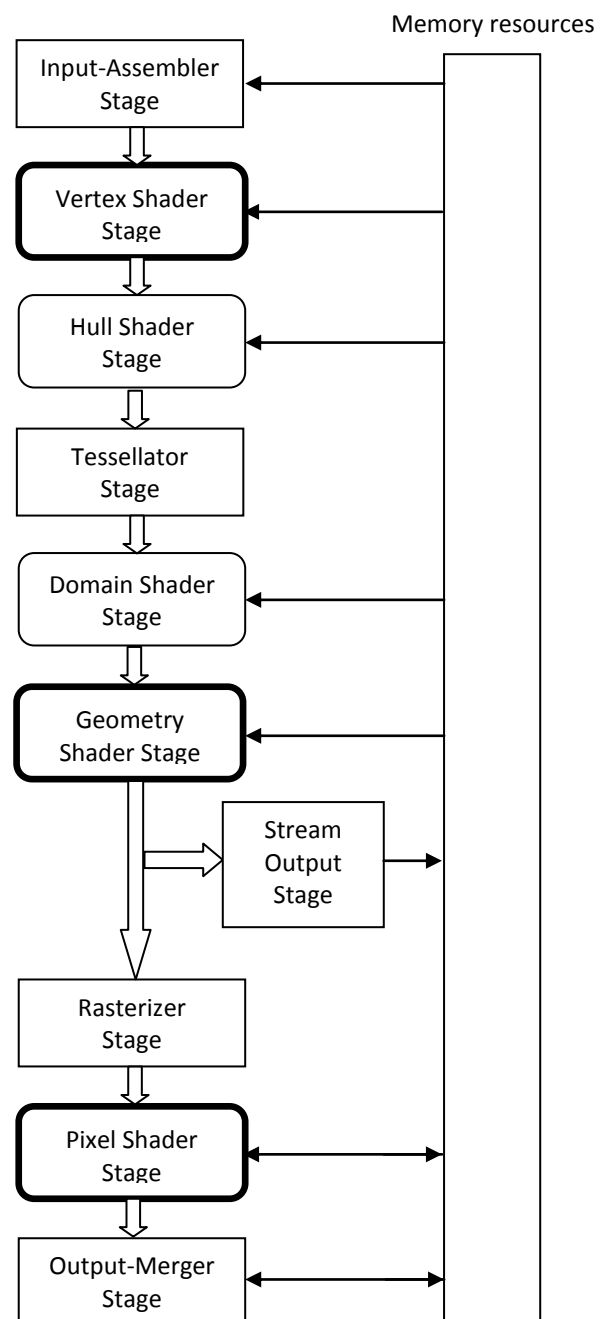 Memory resources
Input-Assembler
Stage
Vertex Shader
Stage
Hull Shader
Stage
Tessellator
Stage
Domain Shader
Stage
Geometry
Shader Stage
Stream
Output
Stage
Rasterizer
Stage
Pixel Shader
Stage
Output-Merger
Stage